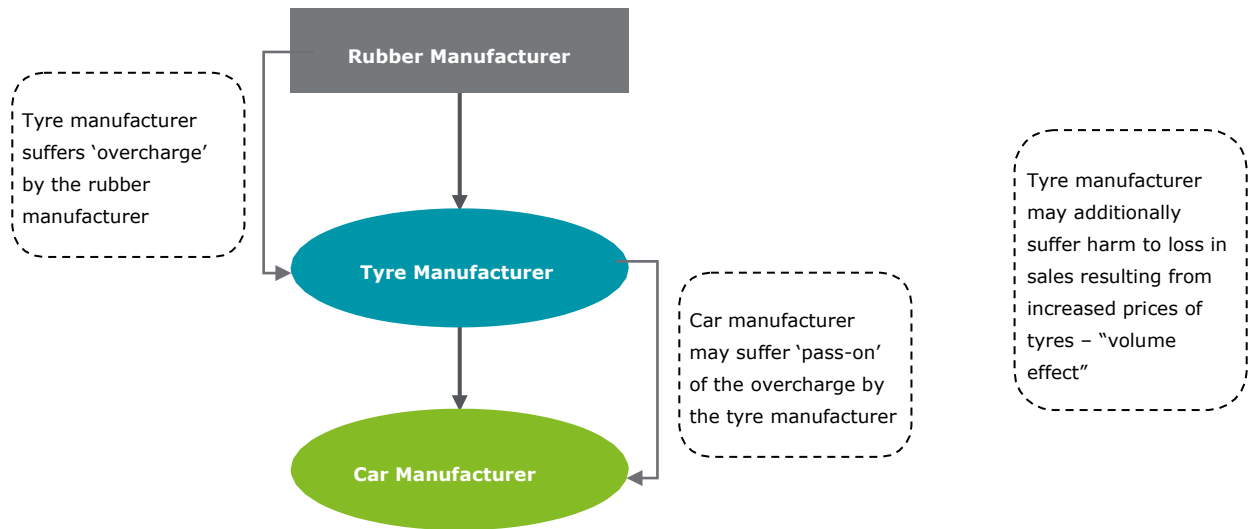 Rubber Manufacturer
Tyre manufacturer
suffers ‘overcharge’
by the rubber
manufacturer
Tyre Manufacturer
Car manufacturer
may suffer ‘pass-on’
of the overcharge by
the tyre manufacturer
Tyre manufacturer
may additionally
suffer harm to loss in
sales resulting from
increased prices of
tyres – “volume
effect”
Car Manufacturer